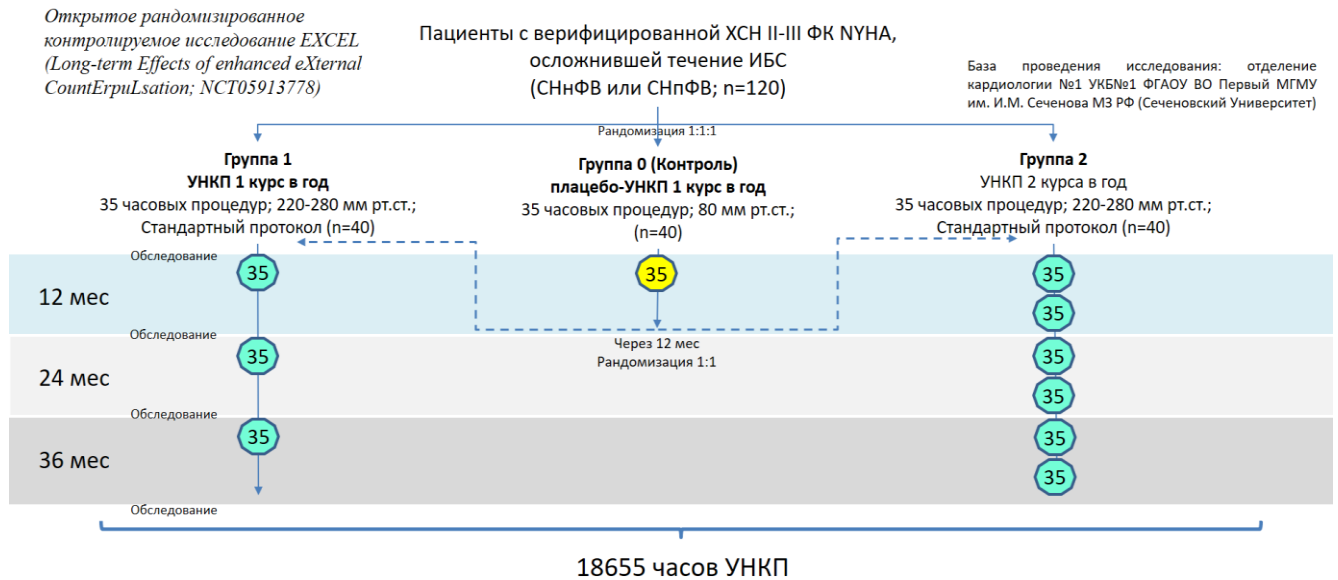 Открытое рандомизированное
контролируемое исследование EXCEL
(Long-term Effects of enhanced eXternal
CountErpuLsation; NCT05913778)
Пациенты с верифицированной ХСН II-III ФК NYHA,
осложнившей течение ИБС
(СНнФВ или СНпФВ; n=120)
База проведения исследования: отделение
кардиологии №1 УКБ№1 ФГАОУ ВО Первый МГМУ
им. И.М. Сеченова МЗ РФ (Сеченовский Университет)
Рандомизация 1:1:1
Группа 1
УНКП 1 курс в год
35 часовых процедур; 220-280 мм рт.ст.;
Стандартный протокол (n=40)
Группа 0 (Контроль)
плацебо-УНКП 1 курс в год
35 часовых процедур; 80 мм рт.ст.;
(n=40)
Группа 2
УНКП 2 курса в год
35 часовых процедур; 220-280 мм рт.ст.;
Стандартный протокол (n=40)
Обследование
12 мес
35
35
35
35
Обследование
Через 12 мес
Рандомизация 1:1
24 мес
35
35
35
Обследование
36 мес
35
35
35
Обследование
18655 часов УНКП